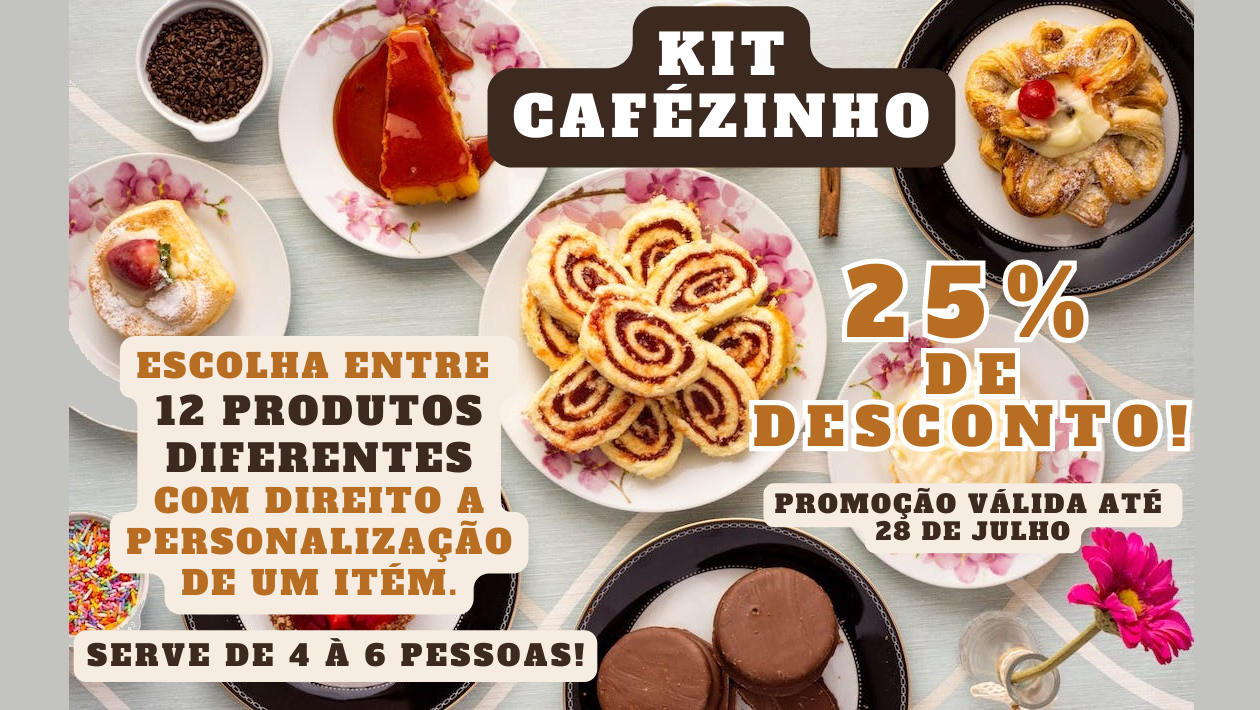 KIT
CAFÉZINHO
25%
DE
DESCONTO!
ESCOLHA ENTRE
12 PRODUTOS
DIFERENTES
COM DIREITO A
PERSONALIZAÇÃO
DE UM ITÉM.
PROMOÇÃO VÁLIDA ATÉ
28 DE JULHO
SERVE DE 4 À 6 PESSOAS!